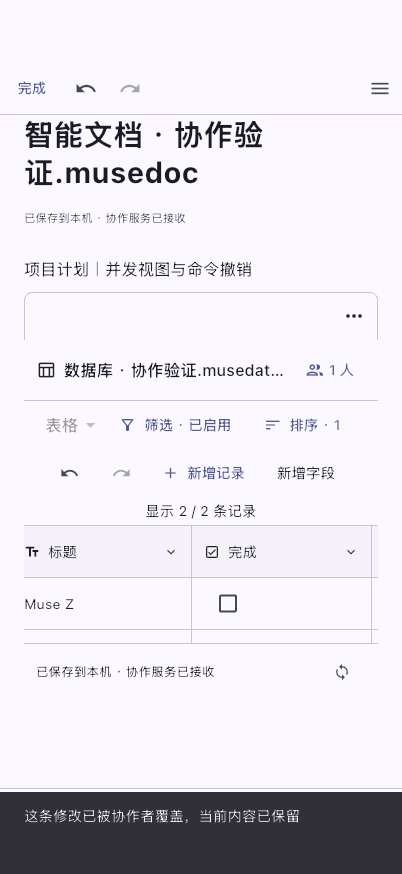 完成
智能文档 · 协作验
证.musedoc
已保存到本机 · 协作服务已接收
项目计划｜并发视图与命令撤销
数据库 · 协作验证.musedat... 1 人
表格 筛选 · 已启用 排序 · 1
新增记录 新增字段
显示 2 / 2 条记录
标题 完成
Muse Z
已保存到本机 · 协作服务已接收
这条修改已被协作者覆盖，当前内容已保留